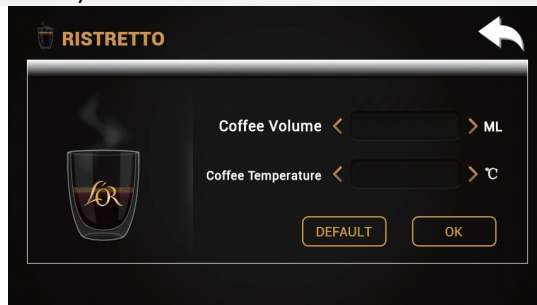 RISTRETTO
Coffee Volume < > ML
Coffee Temperature < > ℃
L'OR
DEFAULT OK